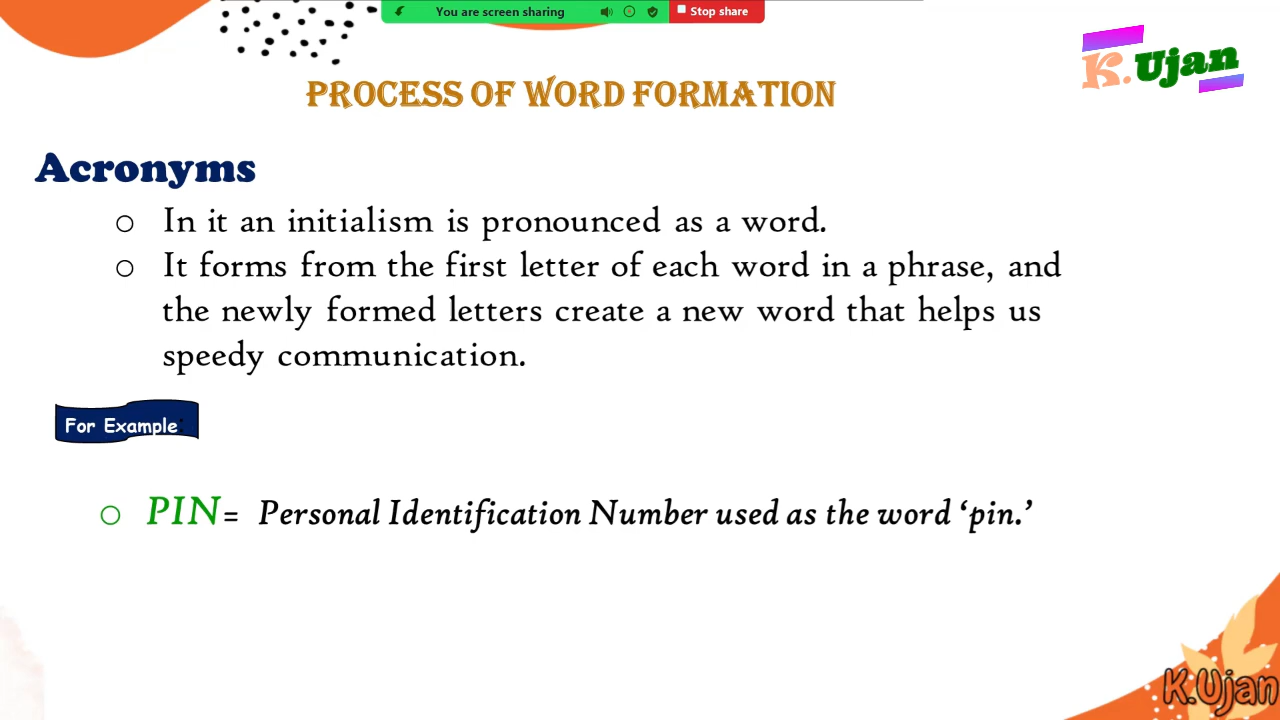 You are screen sharing
Stop share
K.Ujan
PROCESS OF WORD FORMATION
Acronyms
o In it an initialism is pronounced as a word.
o It forms from the first letter of each word in a phrase, and
the newly formed letters create a new word that helps us
speedy communication.
For Example:
o PIN= Personal Identification Number used as the word ‘pin.’
K.Ujan